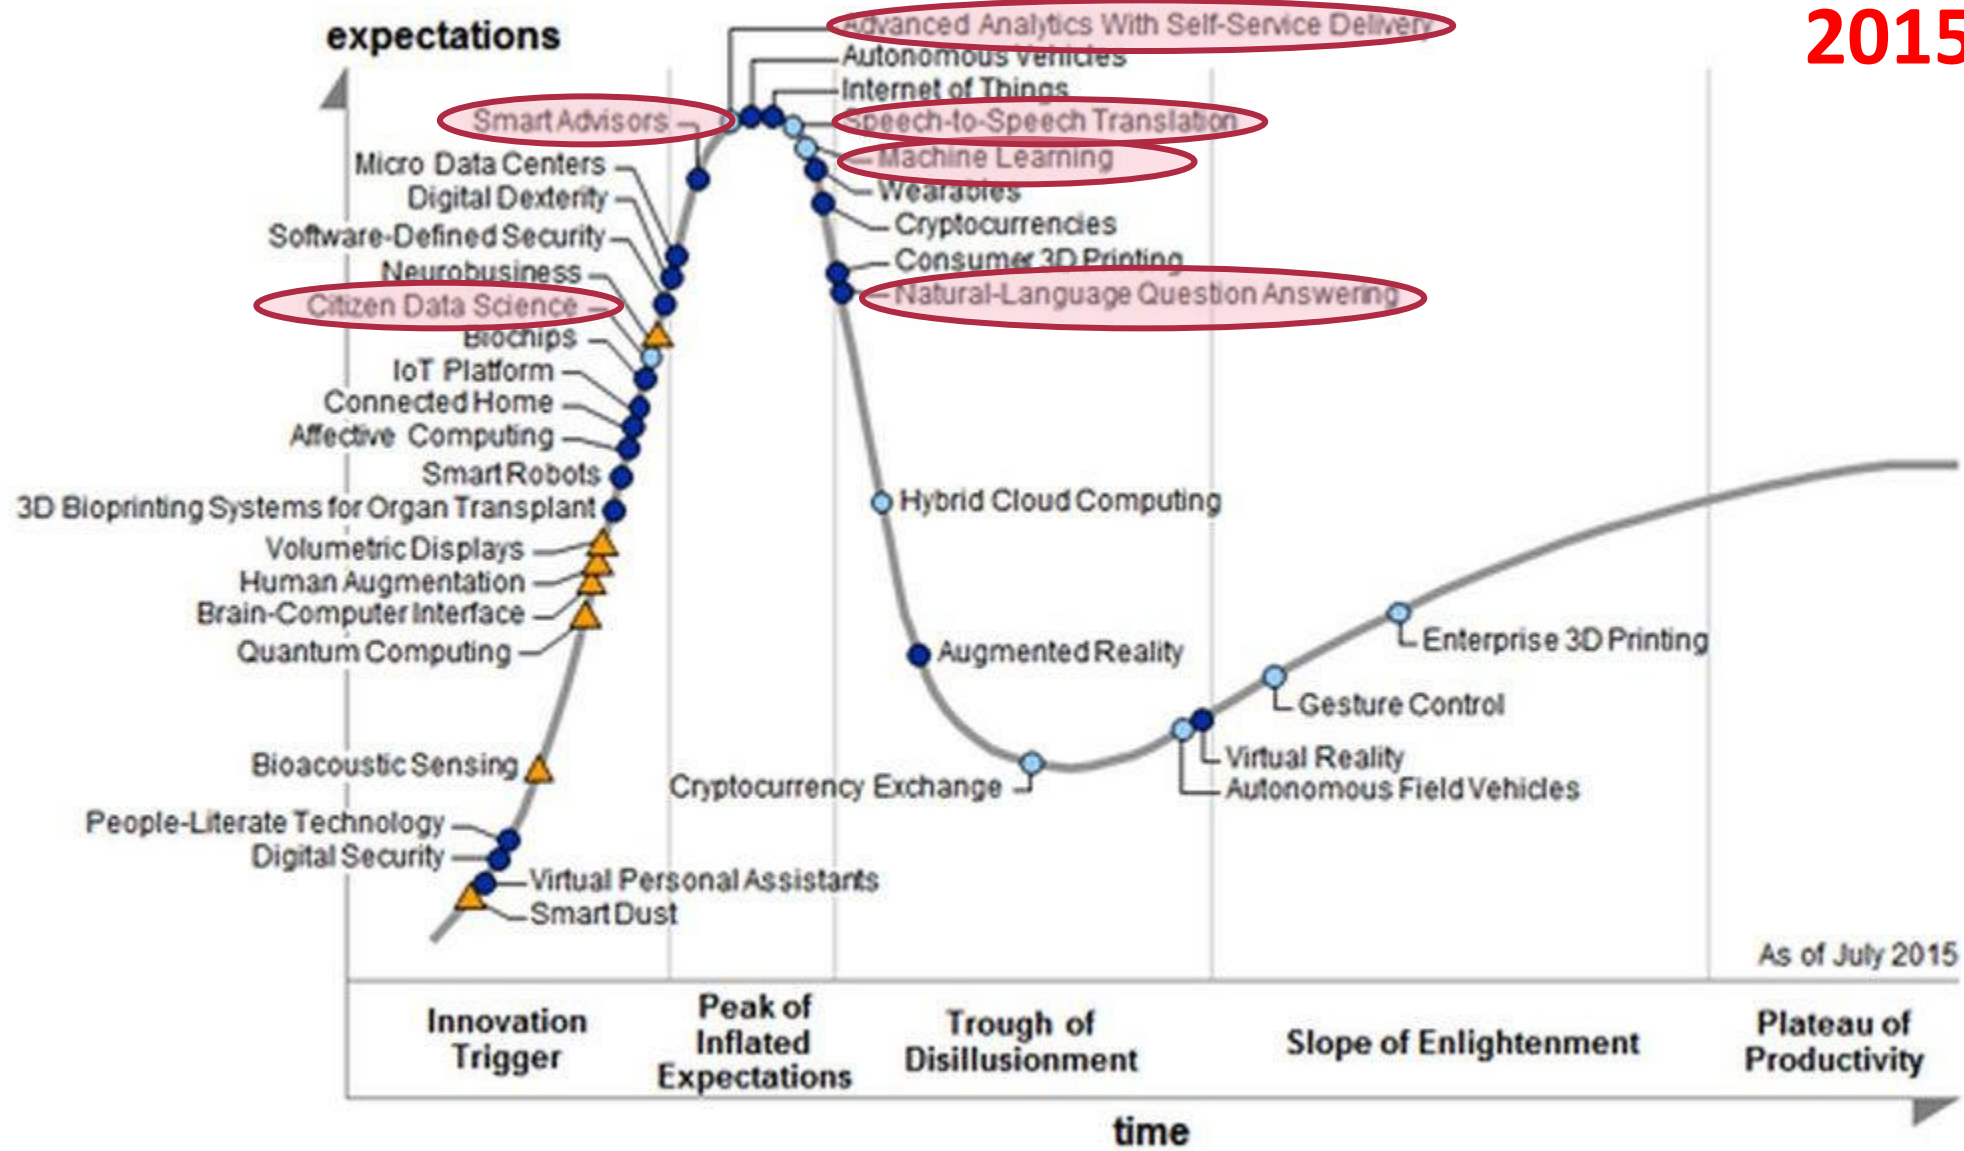 expectations
2015
Advanced Analytics With Self-Service Delivery
Autonomous Vehicles
Internet of Things
Smart Advisors
Speech-to-Speech Translation
Micro Data Centers
Machine Learning
Digital Dexterity
Wearables
Software-Defined Security
Cryptocurrencies
Neurobusiness
Consumer 3D Printing
Citizen Data Science
Natural-Language Question Answering
Biochips
IoT Platform
Connected Home
Affective Computing
Smart Robots
3D Bioprinting Systems for Organ Transplant
Hybrid Cloud Computing
Volumetric Displays
Human Augmentation
Brain-Computer Interface
Quantum Computing
Augmented Reality
Enterprise 3D Printing
Gesture Control
Bioacoustic Sensing
Virtual Reality
Cryptocurrency Exchange
Autonomous Field Vehicles
People-Literate Technology
Digital Security
Virtual Personal Assistants
Smart Dust
As of July 2015
Innovation
Trigger
Peak of
Inflated
Expectations
Trough of
Disillusionment
Slope of Enlightenment
Plateau of
Productivity
time